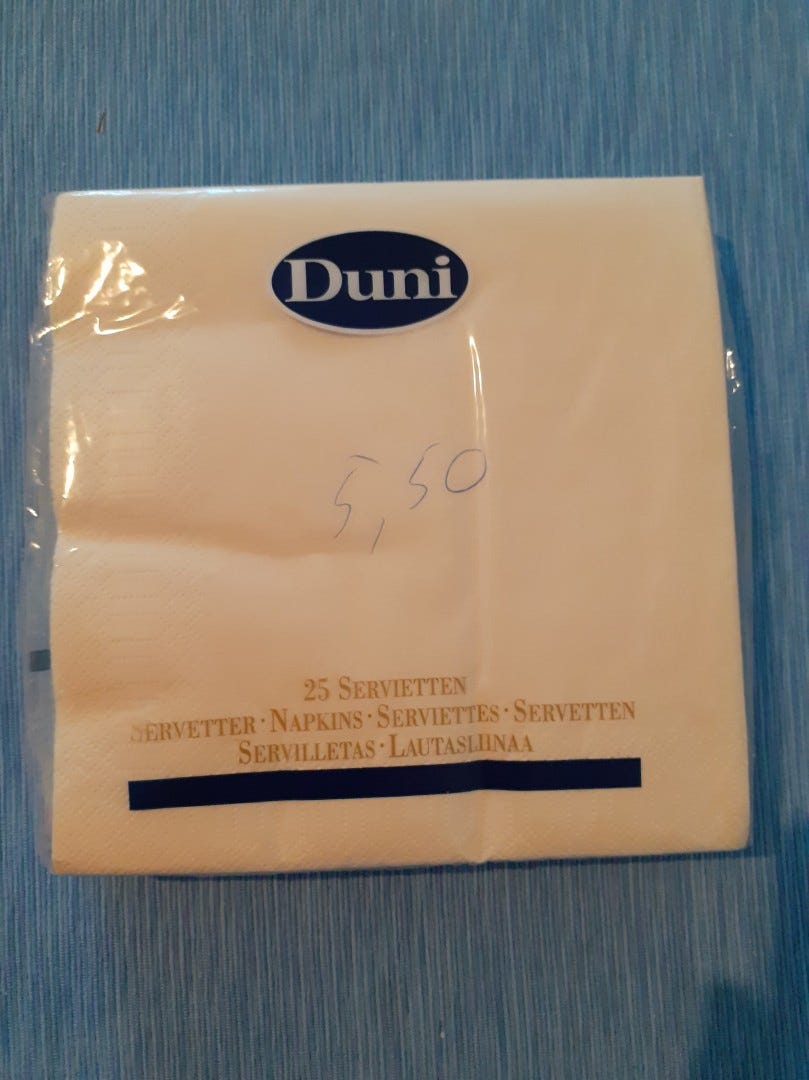 Duni
5,50
25 SERVIETTEN
SERVETTER · NAPKINS · SERVIETTES · SERVETTEN
SERVILLETAS · LAUTASLIINAA